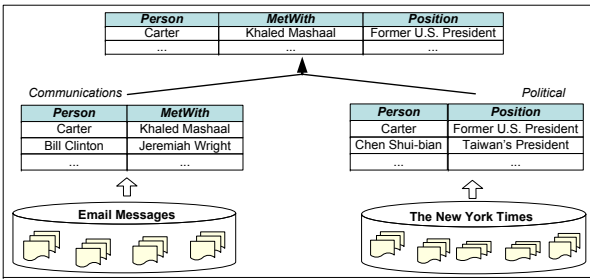 Person MetWith Position
Carter Khaled Mashaal Former U.S. President
... ... ...
Communications Political
Person MetWith
Carter Khaled Mashaal
Bill Clinton Jeremiah Wright
... ...
Person Position
Carter Former U.S. President
Chen Shui-bian Taiwan's President
... ...
Email Messages
The New York Times